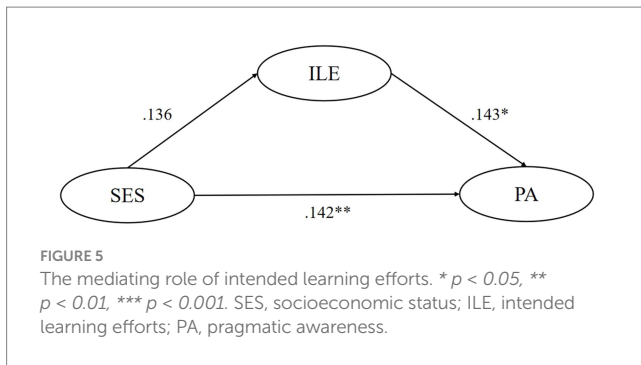 ILE
.136
.143*
SES
PA
.142**
FIGURE 5
The mediating role of intended learning efforts. * p < 0.05, **
p < 0.01, *** p < 0.001. SES, socioeconomic status; ILE, intended
learning efforts; PA, pragmatic awareness.